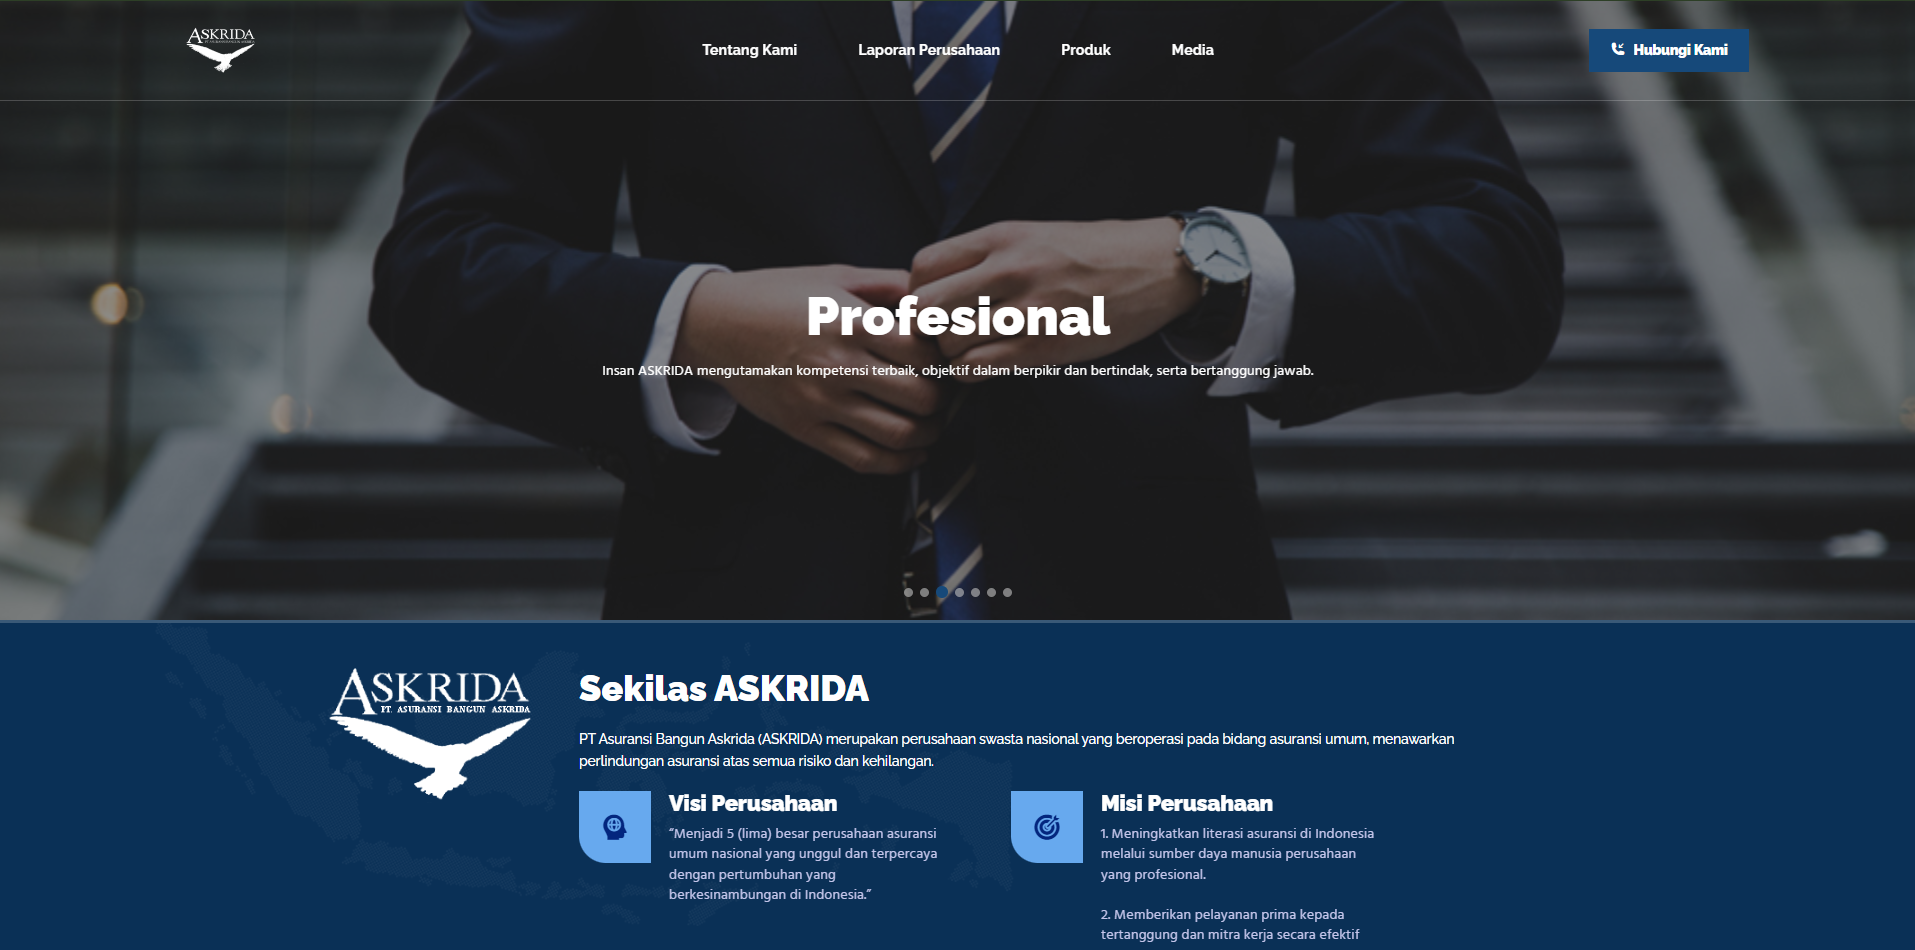 ASKRIDA
Tentang Kami
Laporan Perusahaan
Produk
Media
Hubungi Kami
Profesional
Insan ASKRIDA mengutamakan kompetensi terbaik, objektif dalam berpikir dan bertindak, serta bertanggung jawab.
ASKRIDA
PT. ASURANSI BANGUN ASKRIDA
Sekilas ASKRIDA
PT Asuransi Bangun Askrida (ASKRIDA) merupakan perusahaan swasta nasional yang beroperasi pada bidang asuransi umum, menawarkan
perlindungan asuransi atas semua risiko dan kehilangan.
Visi Perusahaan
“Menjadi 5 (lima) besar perusahaan asuransi
umum nasional yang unggul dan terpercaya
dengan pertumbuhan yang
berkesinambungan di Indonesia.”
Misi Perusahaan
1. Meningkatkan literasi asuransi di Indonesia
melalui sumber daya manusia perusahaan
yang profesional.
2. Memberikan pelayanan prima kepada
tertanggung dan mitra kerja secara efektif